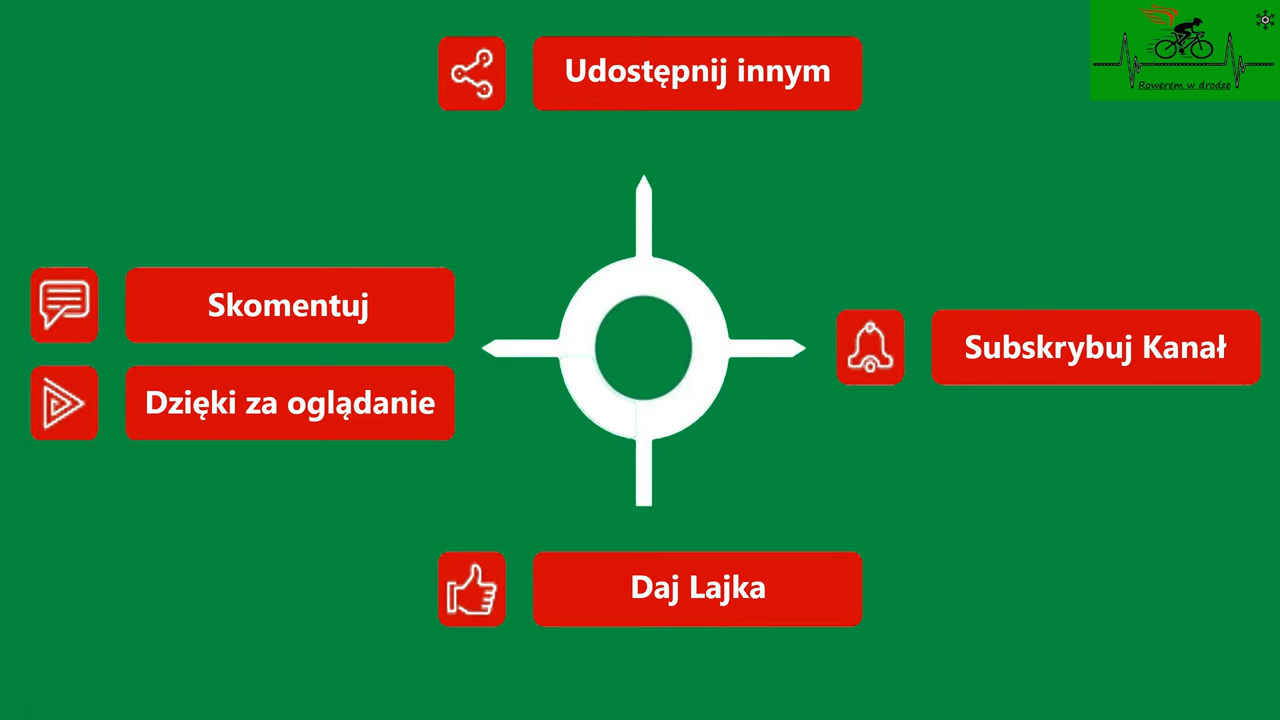 Udostępnij innym
Rowerem w drodze
Skomentuj
Dzięki za oglądanie
Subskrybuj Kanał
Daj Lajka